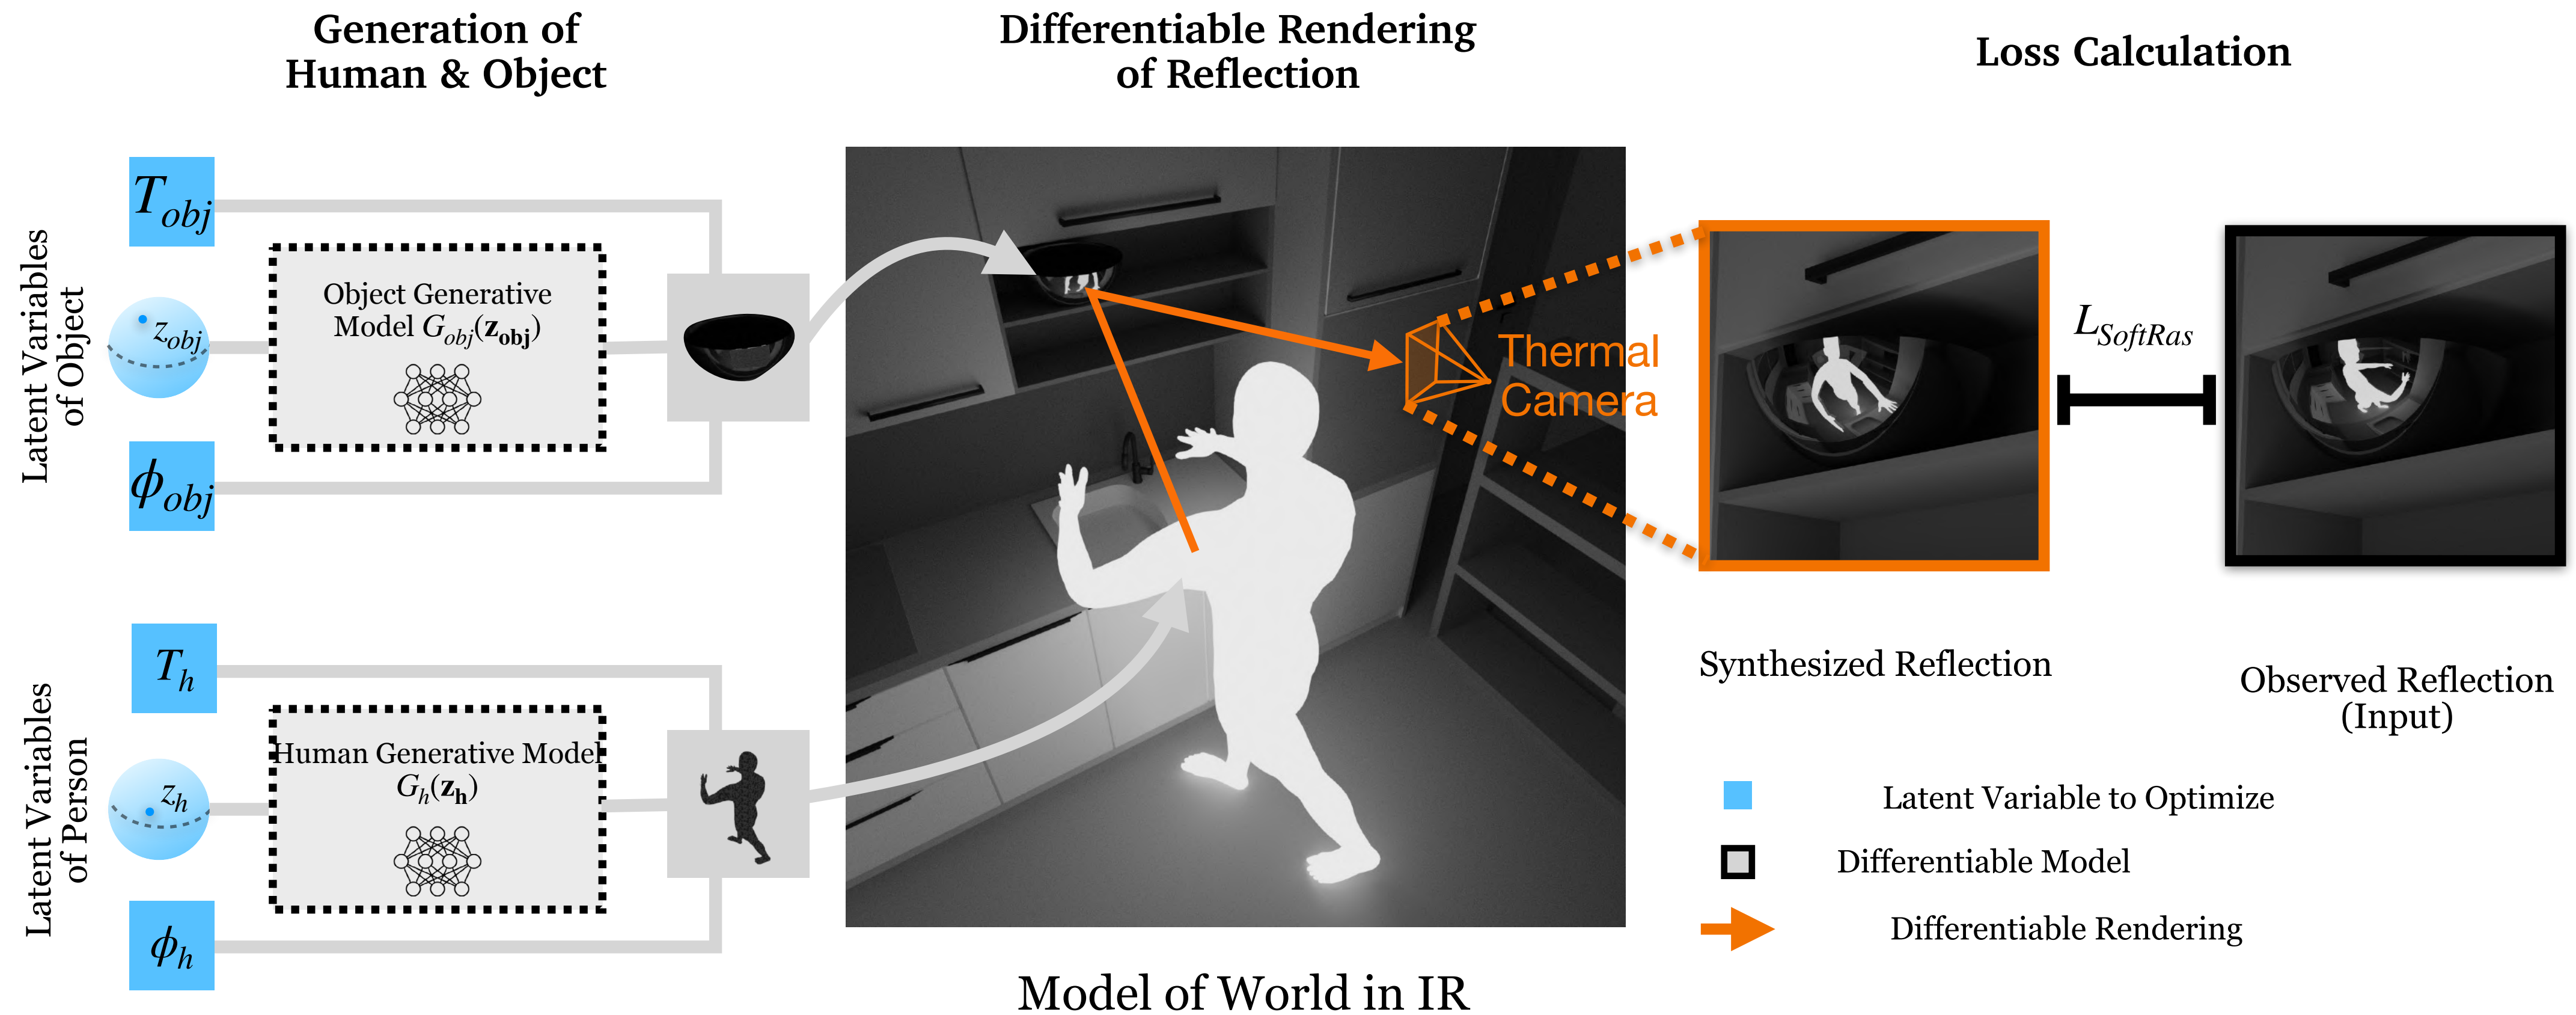 Generation of
Human & Object
Differentiable Rendering
of Reflection
Loss Calculation
Latent Variables
of Object
T_obj
z_obj
ϕ_obj
Object Generative
Model G_obj(z_obj)
Latent Variables
of Person
T_h
z_h
ϕ_h
Human Generative Model
G_h(z_h)
Thermal
Camera
Model of World in IR
L_SoftRas
Synthesized Reflection
Observed Reflection
(Input)
Latent Variable to Optimize
Differentiable Model
Differentiable Rendering